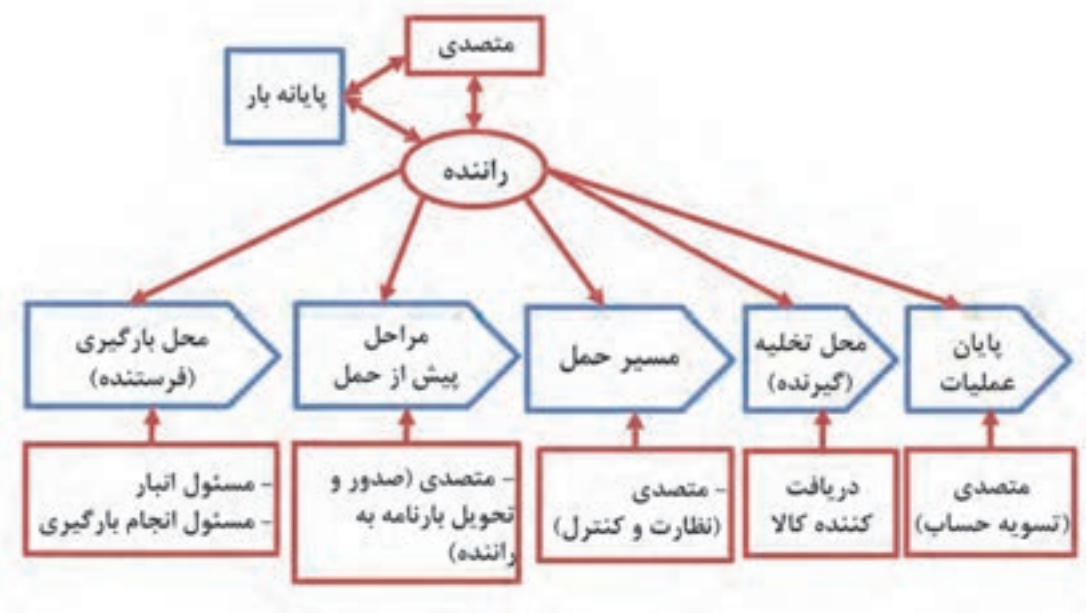 متصدی
پایانه بار
راننده
محل بارگیری
(فرستنده)
مراحل
پیش از حمل
مسیر حمل
محل تخلیه
(گیرنده)
پایان
عملیات
- مسئول انبار
- مسئول انجام بارگیری
- متصدی (صدور و
تحویل بارنامه به
راننده)
- متصدی
(نظارت و کنترل)
دریافت
کننده کالا
متصدی
(تسویه حساب)